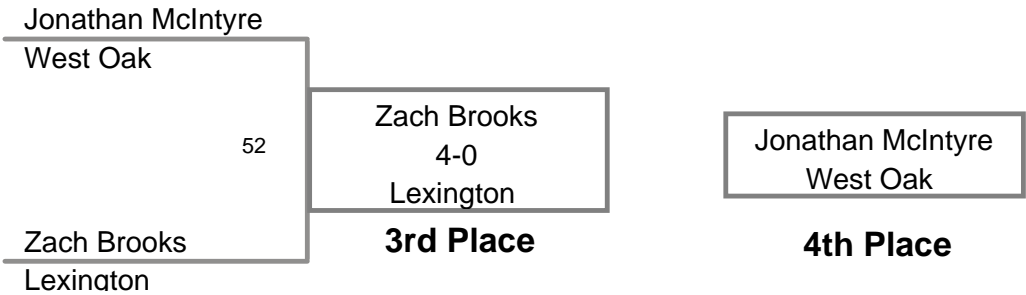 Jonathan McIntyre
West Oak
52
Zach Brooks
4-0
Lexington
3rd Place
Jonathan McIntyre
West Oak
4th Place
Zach Brooks
Lexington